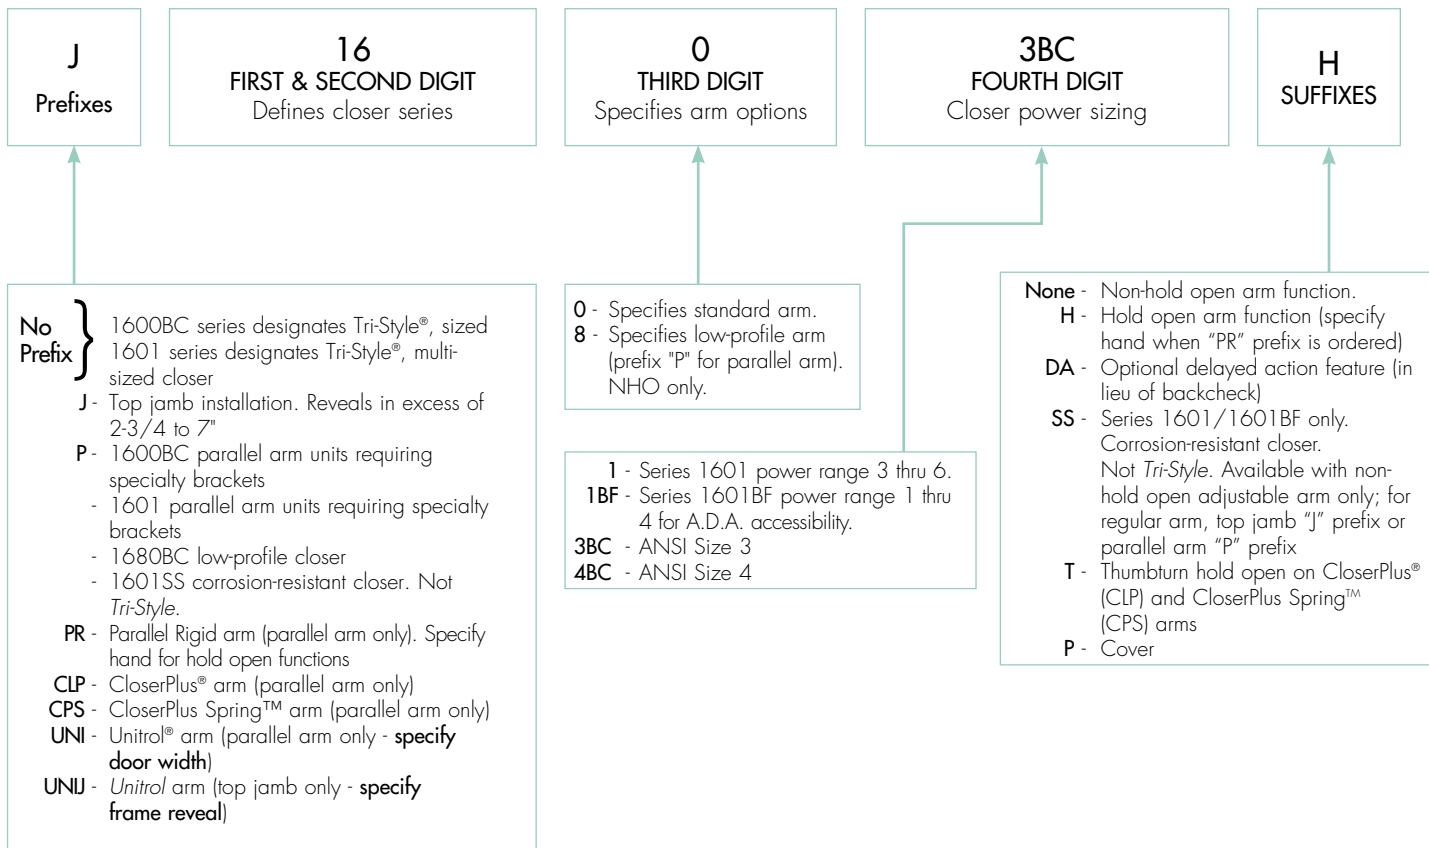 J
Prefixes
16
FIRST & SECOND DIGIT
Defines closer series
0
THIRD DIGIT
Specifies arm options
3BC
FOURTH DIGIT
Closer power sizing
H
SUFFIXES
No
Prefix
1600BC series designates Tri-Style®, sized
1601 series designates Tri-Style®, multi-
sized closer
J - Top jamb installation. Reveals in excess of
2-3/4 to 7"
P - 1600BC parallel arm units requiring
specialty brackets
- 1601 parallel arm units requiring specialty
brackets
- 1680BC low-profile closer
- 1601SS corrosion-resistant closer. Not
Tri-Style.
PR - Parallel Rigid arm (parallel arm only). Specify
hand for hold open functions
CLP - CloserPlus® arm (parallel arm only)
CPS - CloserPlus Spring™ arm (parallel arm only)
UNI - Unitrol® arm (parallel arm only - specify
door width)
UNIJ - Unitrol arm (top jamb only - specify
frame reveal)
0 - Specifies standard arm.
8 - Specifies low-profile arm
(prefix "P" for parallel arm).
NHO only.
1 - Series 1601 power range 3 thru 6.
1BF - Series 1601BF power range 1 thru
4 for A.D.A. accessibility.
3BC - ANSI Size 3
4BC - ANSI Size 4
None - Non-hold open arm function.
H - Hold open arm function (specify
hand when “PR” prefix is ordered)
DA - Optional delayed action feature (in
lieu of backcheck)
SS - Series 1601/1601BF only.
Corrosion-resistant closer.
Not Tri-Style. Available with non-
hold open adjustable arm only; for
regular arm, top jamb “J” prefix or
parallel arm “P” prefix
T - Thumbturn hold open on CloserPlus®
(CLP) and CloserPlus Spring™
(CPS) arms
P - Cover